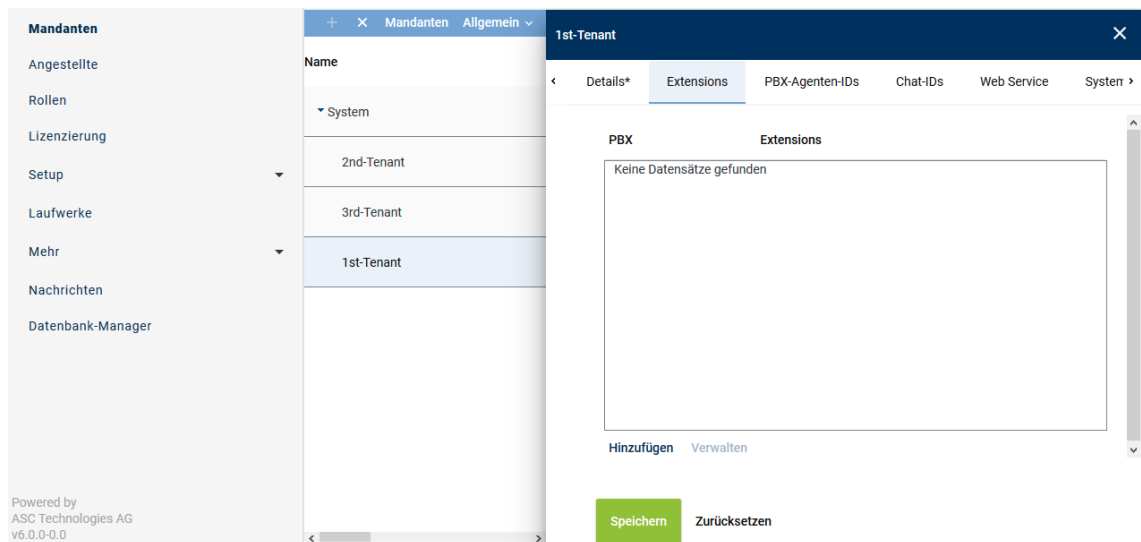 Mandanten
Angestellte
Rollen
Lizenzierung
Setup
Laufwerke
Mehr
Nachrichten
Datenbank-Manager
Powered by
ASC Technologies AG
v6.0.0-0.0
Mandanten Allgemein
Name
System
2nd-Tenant
3rd-Tenant
1st-Tenant
1st-Tenant
Details* Extensions PBX-Agenten-IDs Chat-IDs Web Service System
PBX Extensions
Keine Datensätze gefunden
Hinzufügen Verwalten
Speichern Zurücksetzen